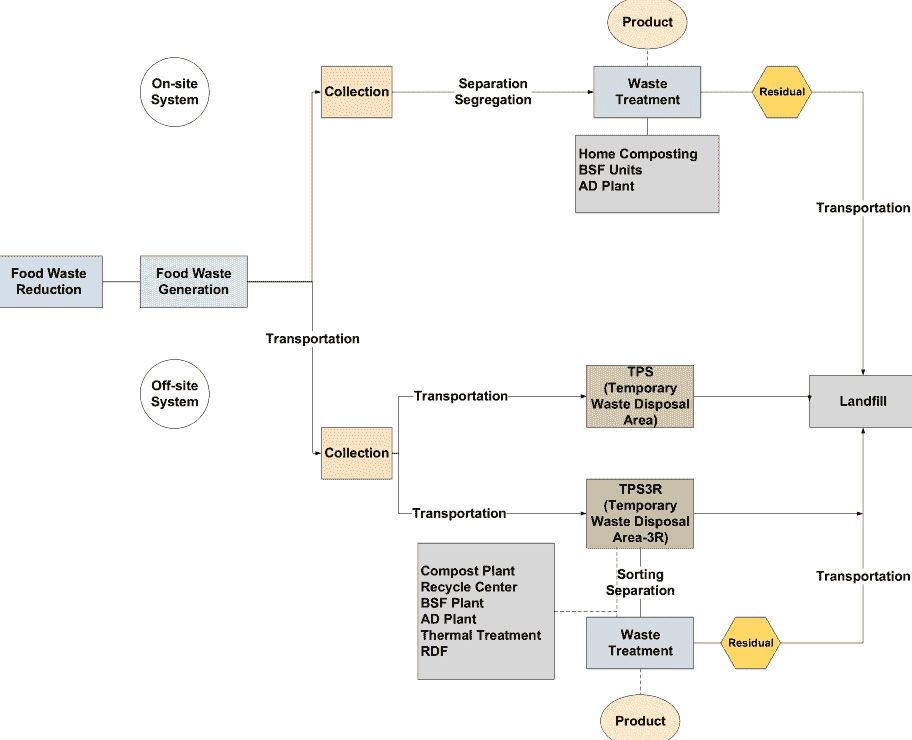 Product
On-site
System
Collection
Separation
Segregation
Waste
Treatment
Residual
Home Composting
BSF Units
AD Plant
Transportation
Food Waste
Reduction
Food Waste
Generation
Transportation
Off-site
System
Collection
Transportation
TPS
(Temporary
Waste Disposal
Area)
Landfill
Transportation
TPS3R
(Temporary
Waste Disposal
Area-3R)
Compost Plant
Recycle Center
BSF Plant
AD Plant
Thermal Treatment
RDF
Sorting
Separation
Transportation
Waste
Treatment
Residual
Product